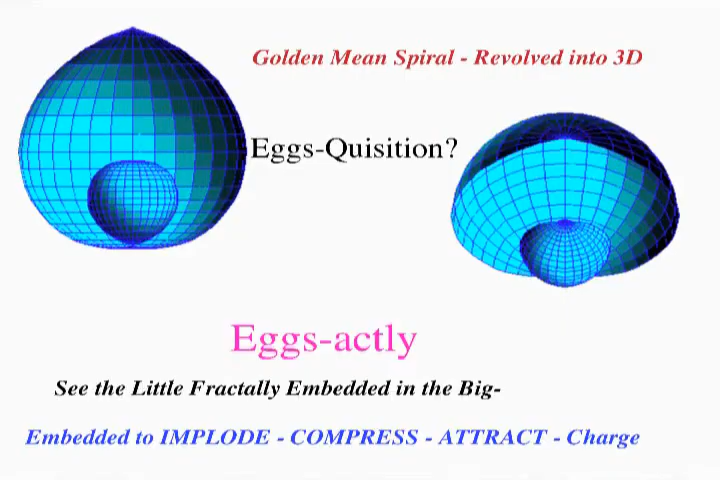 Golden Mean Spiral - Revolved into 3D
Eggs-Quisition?
Eggs-actly
See the Little Fractally Embedded in the Big-
Embedded to IMPLODE - COMPRESS - ATTRACT - Charge